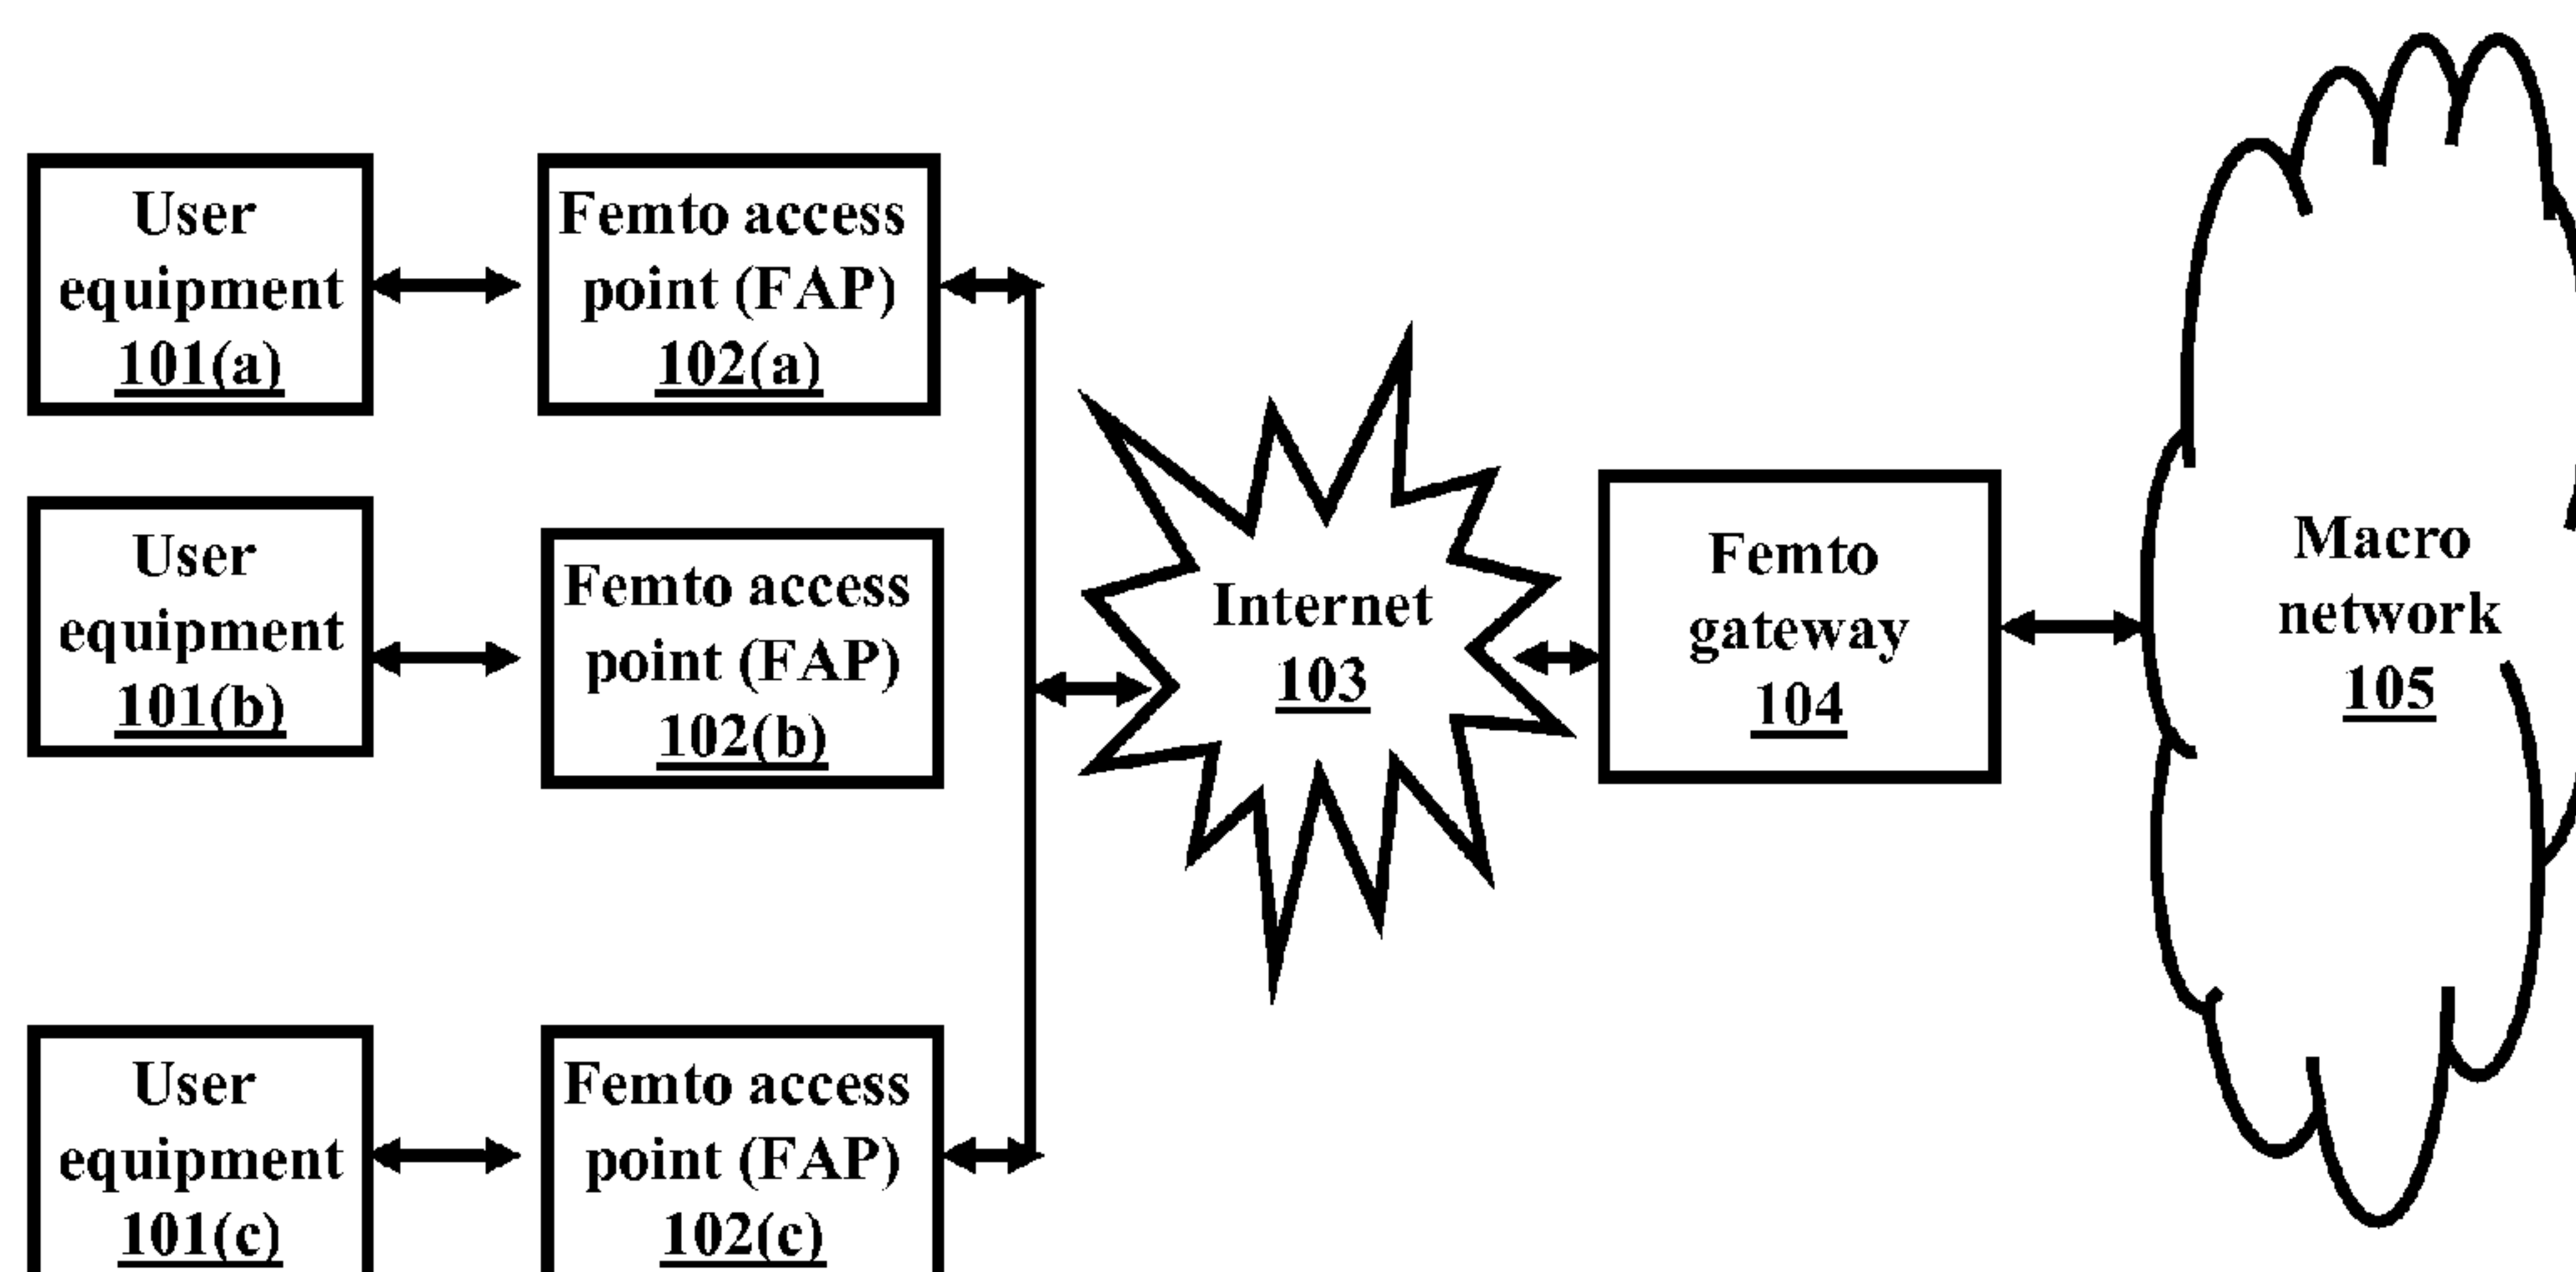 User
equipment
101(a)
Femto access
point (FAP)
102(a)
User
equipment
101(b)
Femto access
point (FAP)
102(b)
User
equipment
101(c)
Femto access
point (FAP)
102(c)
Internet
103
Femto
gateway
104
Macro
network
105